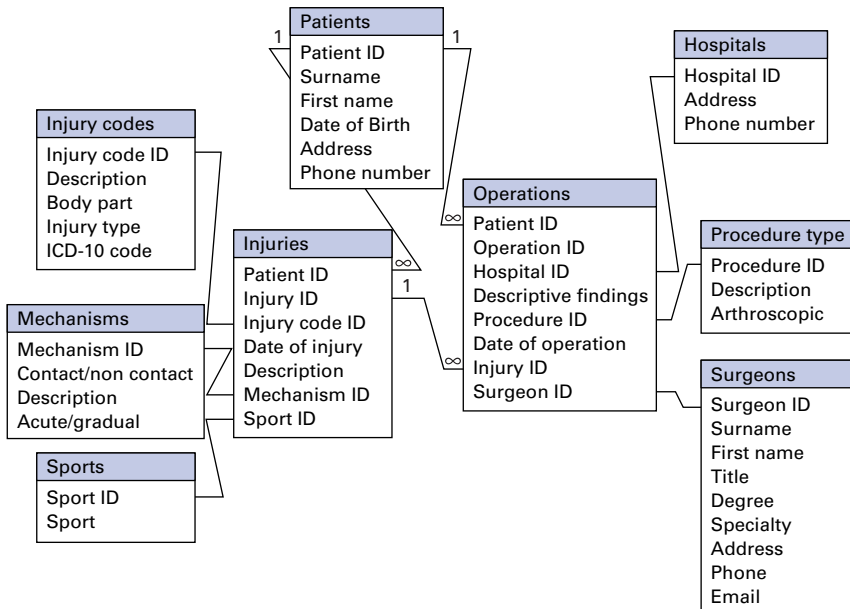 Patients
1
1
Patient ID
Surname
First name
Date of Birth
Address
Phone number
∞
∞
Hospitals
Hospital ID
Address
Phone number
Injury codes
Injury code ID
Description
Body part
Injury type
ICD-10 code
Operations
Patient ID
Operation ID
Hospital ID
Descriptive findings
Procedure ID
Date of operation
Injury ID
Surgeon ID
Injuries
Patient ID
Injury ID
Injury code ID
Date of injury
Description
Mechanism ID
Sport ID
1
∞
Procedure type
Procedure ID
Description
Arthroscopic
Mechanisms
Mechanism ID
Contact/non contact
Description
Acute/gradual
Surgeons
Surgeon ID
Surname
First name
Title
Degree
Specialty
Address
Phone
Email
Sports
Sport ID
Sport